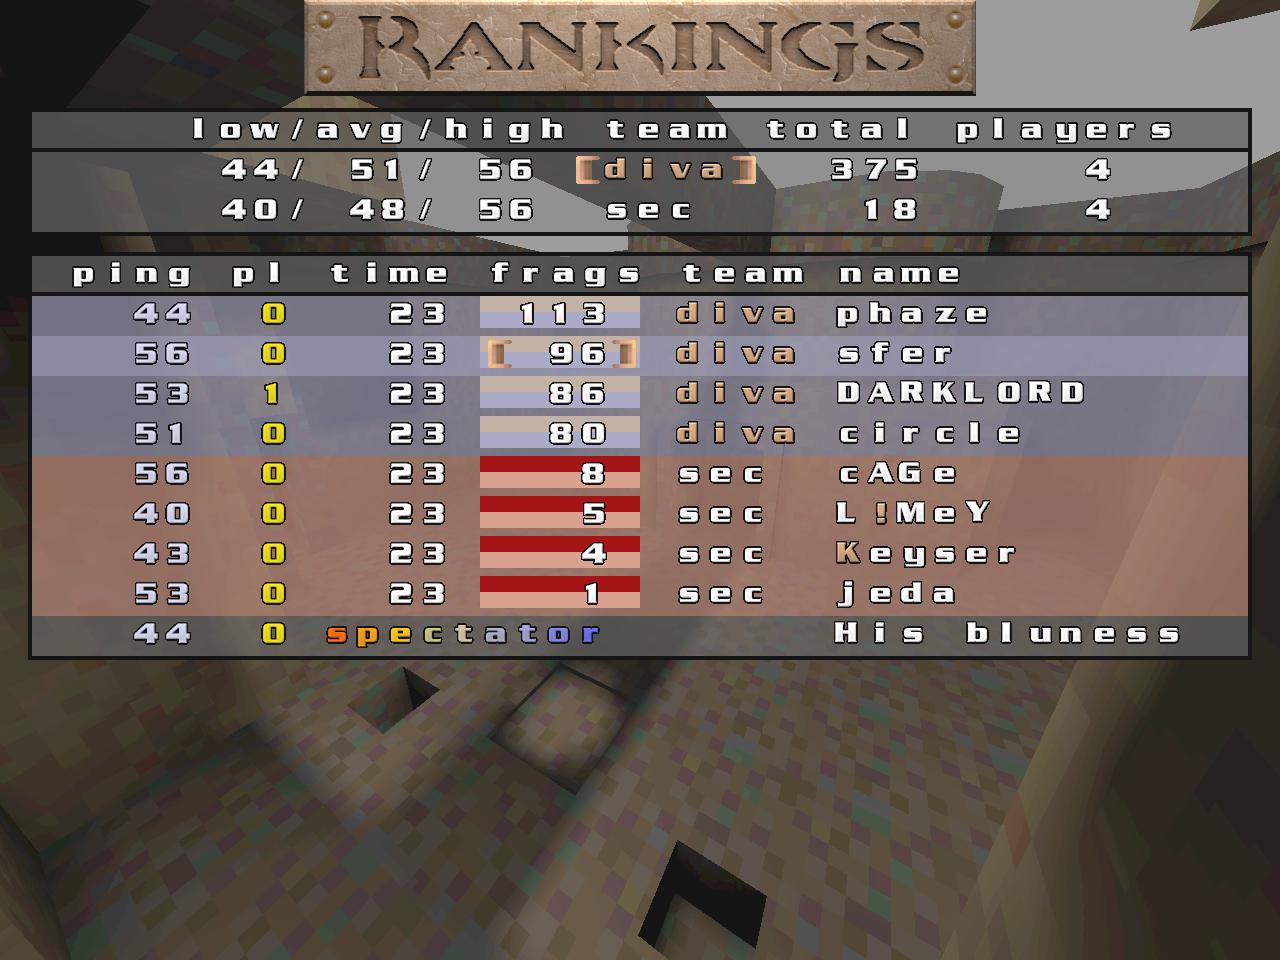 RANKINGS
low/avg/high team total players
44/ 51/ 56 [diva] 375 4
40/ 48/ 56 sec 18 4
ping pl time frags team name
44 0 23 113 diva phaze
56 0 23 [ 96 ] diva sfer
53 1 23 86 diva DARKLORD
51 0 23 80 diva circle
56 0 23 8 sec cAGe
40 0 23 5 sec L!MeY
43 0 23 4 sec Keyser
53 0 23 1 sec jeda
44 0 spectator His bluness